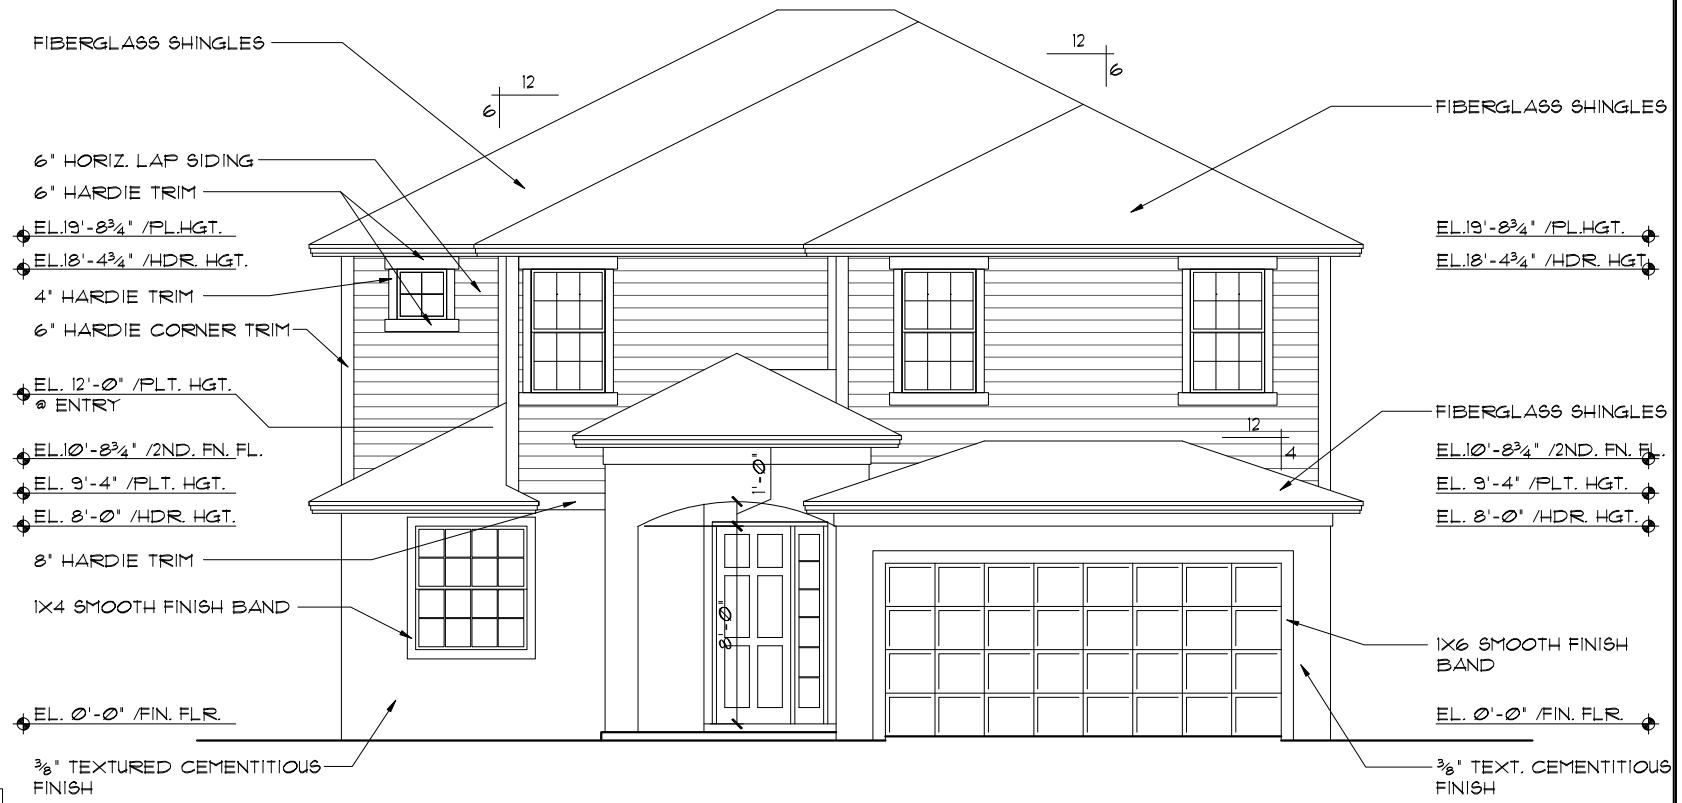 FIBERGLASS SHINGLES
12
6
12
6
FIBERGLASS SHINGLES
6" HORIZ. LAP SIDING
6" HARDIE TRIM
EL.19'-8¾" /PL.HGT.
EL.19'-8¾" /PL.HGT.
EL.18'-4¾" /HDR. HGT.
EL.18'-4¾" /HDR. HGT.
4" HARDIE TRIM
6" HARDIE CORNER TRIM
EL. 12'-0" /PLT. HGT.
@ ENTRY
FIBERGLASS SHINGLES
12
4
EL.10'-8¾" /2ND. FN. FL.
EL.10'-8¾" /2ND. FN. FL.
EL. 9'-4" /PLT. HGT.
1'-0"
EL. 9'-4" /PLT. HGT.
EL. 8'-0" /HDR. HGT.
EL. 8'-0" /HDR. HGT.
8" HARDIE TRIM
1X4 SMOOTH FINISH BAND
8'-0"
1X6 SMOOTH FINISH
BAND
EL. 0'-0" /FIN. FLR.
EL. 0'-0" /FIN. FLR.
⅜" TEXTURED CEMENTITIOUS
FINISH
⅜" TEXT. CEMENTITIOUS
FINISH